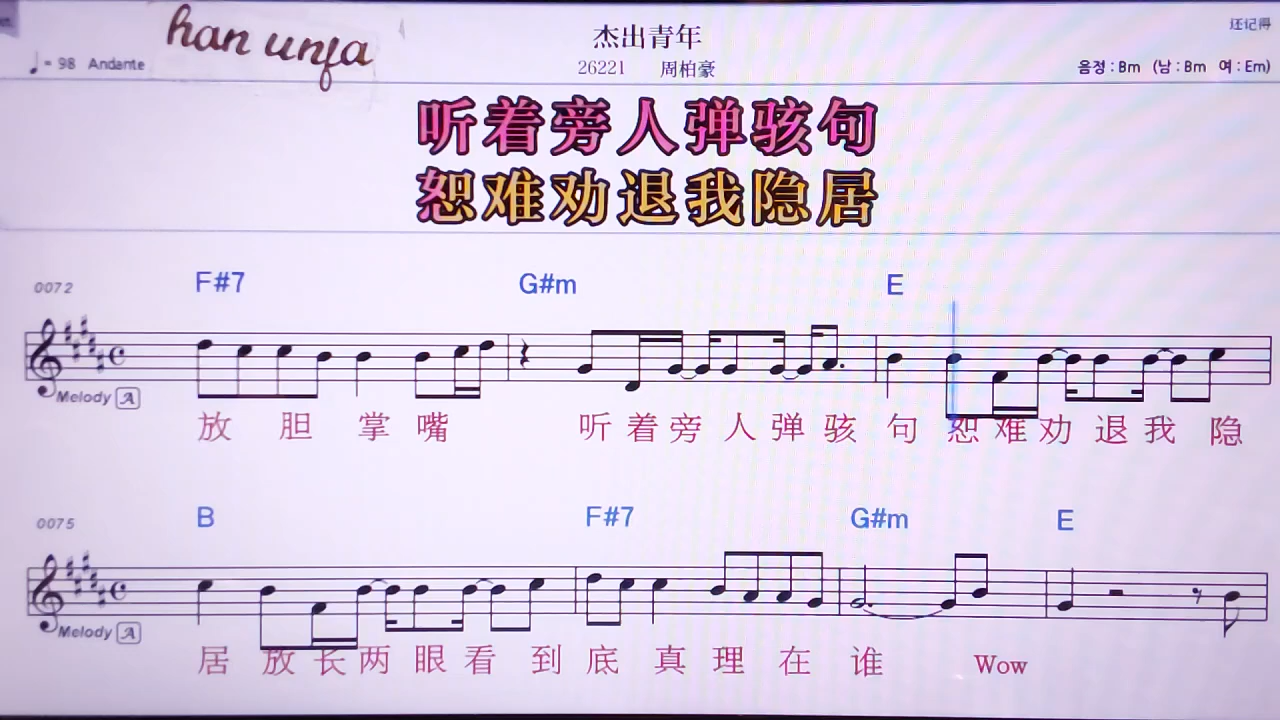 han unfa
杰出青年
还记得
♩= 98 Andante
26221 周柏豪
음정 : Bm (남 : Bm 여 : Em)
听着旁人弹骇句
恕难劝退我隐居
0072
F#7 G#m E
Melody A
放胆掌嘴 听着旁人弹骇句 恕难劝退我隐
0075
B F#7 G#m E
Melody A
居放长两眼看到底真理在谁 Wow